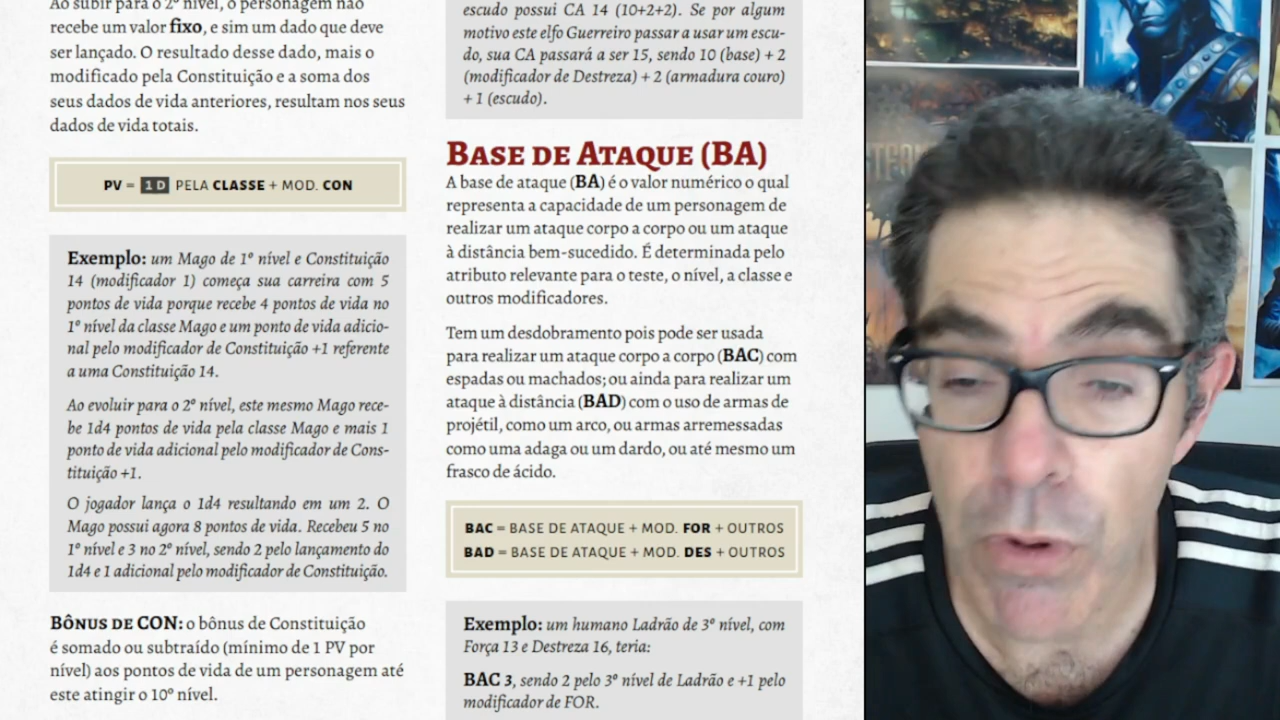 Ao subir para o 2º nível, o personagem não
recebe um valor fixo, e sim um dado que deve
ser lançado. O resultado desse dado, mais o
modificado pela Constituição e a soma dos
seus dados de vida anteriores, resultam nos seus
dados de vida totais.
PV = 1 D PELA CLASSE + MOD. CON
Exemplo: um Mago de 1º nível e Constituição
14 (modificador 1) começa sua carreira com 5
pontos de vida porque recebe 4 pontos de vida no
1º nível da classe Mago e um ponto de vida adicio-
nal pelo modificador de Constituição +1 referente
a uma Constituição 14.
Ao evoluir para o 2º nível, este mesmo Mago rece-
be 1d4 pontos de vida pela classe Mago e mais 1
ponto de vida adicional pelo modificador de Cons-
tituição +1.
O jogador lança o 1d4 resultando em um 2. O
Mago possui agora 8 pontos de vida. Recebeu 5 no
1º nível e 3 no 2º nível, sendo 2 pelo lançamento do
1d4 e 1 adicional pelo modificador de Constituição.
BÔNUS DE CON: o bônus de Constituição
é somado ou subtraído (mínimo de 1 PV por
nível) aos pontos de vida de um personagem até
este atingir o 10º nível.
escudo possui CA 14 (10+2+2). Se por algum
motivo este elfo Guerreiro passar a usar um escu-
do, sua CA passará a ser 15, sendo 10 (base) + 2
(modificador de Destreza) + 2 (armadura couro)
+ 1 (escudo).
BASE DE ATAQUE (BA)
A base de ataque (BA) é o valor numérico o qual
representa a capacidade de um personagem de
realizar um ataque corpo a corpo ou um ataque
à distância bem-sucedido. É determinada pelo
atributo relevante para o teste, o nível, a classe e
outros modificadores.
Tem um desdobramento pois pode ser usada
para realizar um ataque corpo a corpo (BAC) com
espadas ou machados; ou ainda para realizar um
ataque à distância (BAD) com o uso de armas de
projétil, como um arco, ou armas arremessadas
como uma adaga ou um dardo, ou até mesmo um
frasco de ácido.
BAC = BASE DE ATAQUE + MOD. FOR + OUTROS
BAD = BASE DE ATAQUE + MOD. DES + OUTROS
Exemplo: um humano Ladrão de 3º nível, com
Força 13 e Destreza 16, teria:
BAC 3, sendo 2 pelo 3º nível de Ladrão e +1 pelo
modificador de FOR.